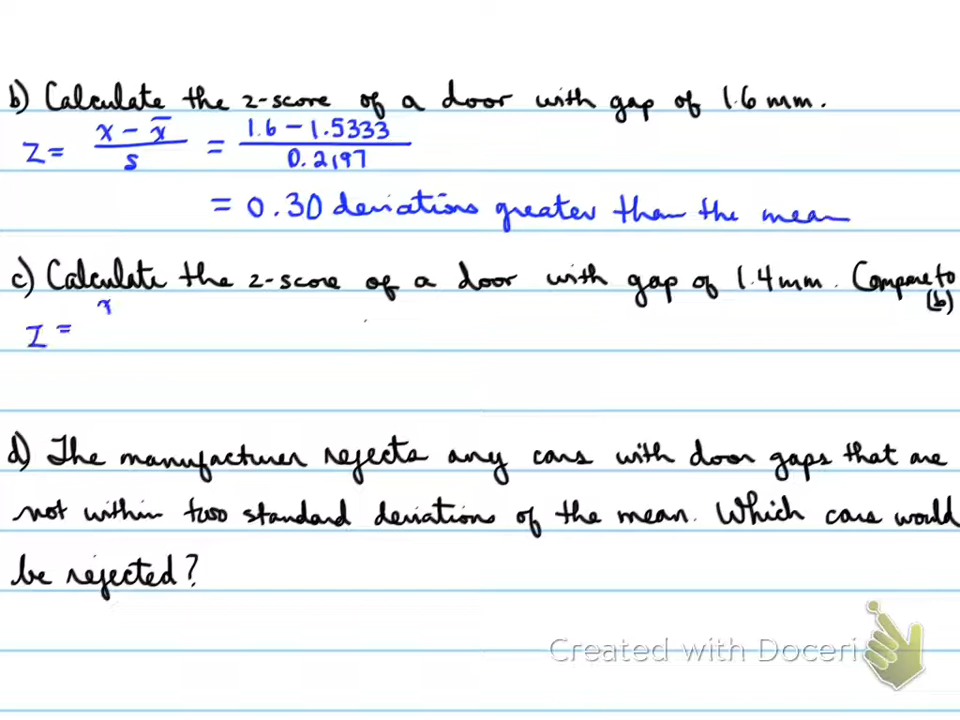 b) Calculate the z-score of a door with gap of 1.6 mm.
z = (x - x̄)/s = (1.6 - 1.5333)/0.2197
= 0.30 deviations greater than the mean
c) Calculate the z-score of a door with gap of 1.4 mm. Compare to (b)
x
z =
d) The manufacturer rejects any cars with door gaps that are
not within two standard deviations of the mean. Which cars would
be rejected?
Created with Doceri